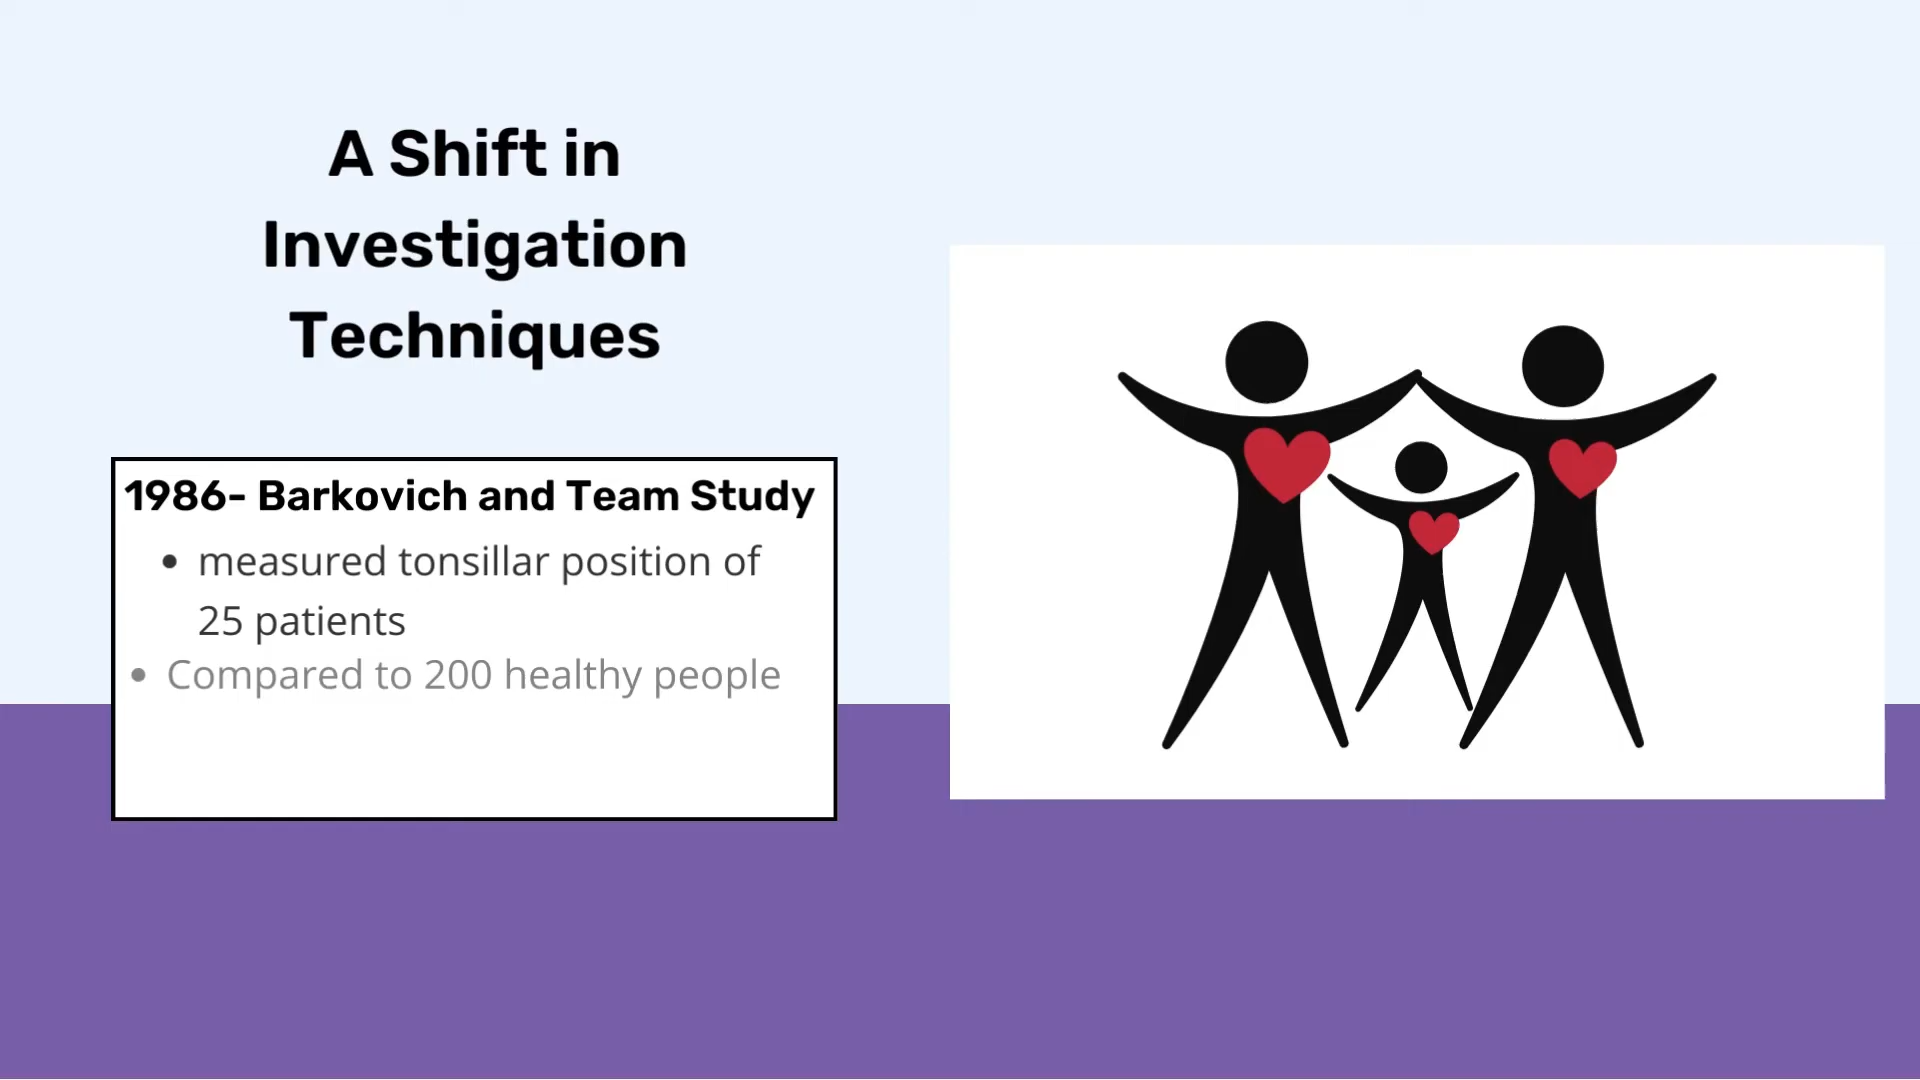 A Shift in
Investigation
Techniques
1986- Barkovich and Team Study
• measured tonsillar position of
25 patients
• Compared to 200 healthy people